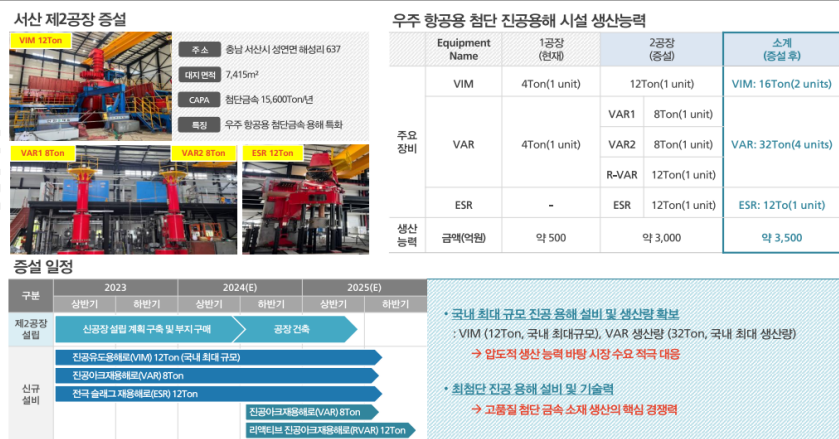 서산 제2공장 증설
VIM 12Ton
주 소 충남 서산시 성연면 해성리 637
대지 면적 7,415m²
CAPA 첨단금속 15,600Ton/년
특징 우주 항공용 첨단금속 용해 특화
VAR1 8Ton
VAR2 8Ton
ESR 12Ton
우주 항공용 첨단 진공용해 시설 생산능력
Equipment Name 1공장 (현재) 2공장 (증설) 소계 (증설 후)
주요 장비
VIM 4Ton(1 unit) 12Ton(1 unit) VIM: 16Ton(2 units)
VAR 4Ton(1 unit) VAR1 8Ton(1 unit) VAR: 32Ton(4 units)
VAR2 8Ton(1 unit)
R-VAR 12Ton(1 unit)
ESR - ESR 12Ton(1 unit) ESR: 12To(1 unit)
생산 능력 금액(억원) 약 500 약 3,000 약 3,500
증설 일정
구분 2023 2024(E) 2025(E)
상반기 하반기 상반기 하반기 상반기 하반기
제2공장 설립 신공장 설립 계획 구축 및 부지 구매 공장 건축
신규 설비
진공유도용해로(VIM) 12Ton (국내 최대 규모)
진공아크재용해로(VAR) 8Ton
전극 슬래그 재용해로(ESR) 12Ton
진공아크재용해로(VAR) 8Ton
리액티브 진공아크재용해로(RVAR) 12Ton
• 국내 최대 규모 진공 용해 설비 및 생산량 확보
: VIM (12Ton, 국내 최대규모), VAR 생산량 (32Ton, 국내 최대 생산량)
→ 압도적 생산 능력 바탕 시장 수요 적극 대응
• 최첨단 진공 용해 설비 및 기술력
→ 고품질 첨단 금속 소재 생산의 핵심 경쟁력